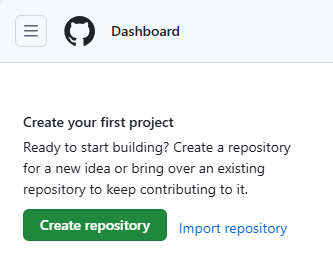 Dashboard
Create your first project
Ready to start building? Create a repository
for a new idea or bring over an existing
repository to keep contributing to it.
Create repository
Import repository